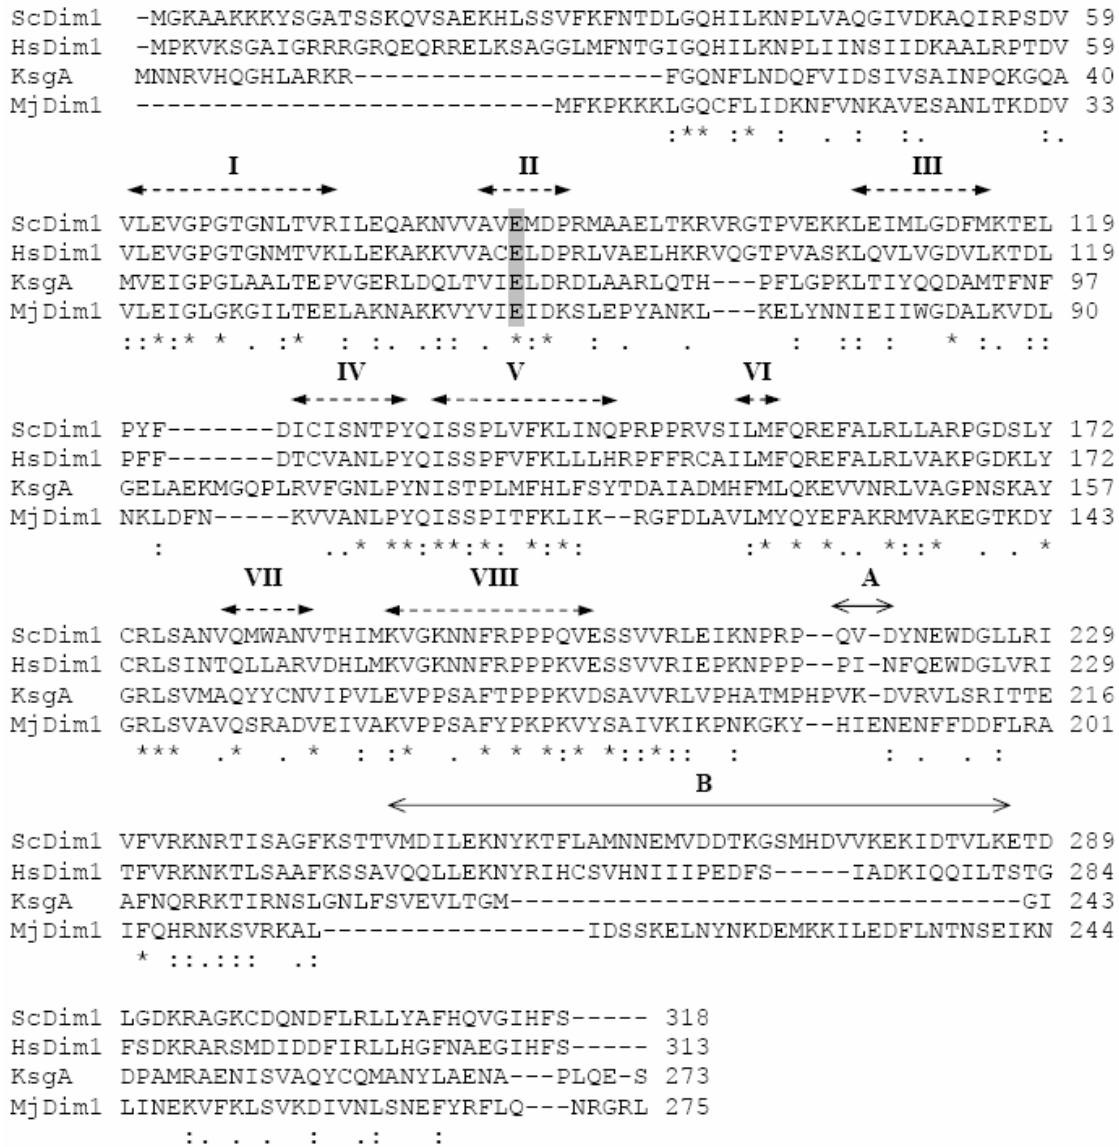 ScDim1 -MGKAAKKKYSGATSSKQVSAEKHLSSVFKFNTDLGQHILKNPLVAQGIVDKAQIRPSDV 59
HsDim1 -MPKVKSGAIGRRRGRQEQRRELKSAGGLMFNTGIGQHILKNPLIINSIIDKAALRPTDV 59
KsgA MNNRVHQGHLARKR----------------FGQNFLNDQFVIDSIVSAINPQKGQA 40
MjDim1 ---------------------MFKPKKKLGQCFLIDKNFVNKAVESANLTKDDV 33
:** :* . : :. :.
I II III
ScDim1 VLEVGPGTGNLTVRILEQAKNVVAVEMDPRMAAELTKRVRGTPVEKKLEIMLGDFMKTEL 119
HsDim1 VLEVGPGTGNMTVKLLEKAKKVVACELDPRLVAELHKRVQGTPVASKLQVLVGDVLKTDL 119
KsgA MVEIGPGLAALTEPVGERLDQLTVIELDRDLAARLQTH---PFLGPKLTIYQQDAMTFNF 97
MjDim1 VLEIGLGKGILTEELAKNAKKVYVIEIDKSLEPYANKL---KELYNNIEIIWGDALKVDL 90
::*:* * . :* : :. .:: . *:* : . . : :: : * :. ::
IV V VI
ScDim1 PYF-------DICISNTPYQISSPLVFKLINQPRPPRVSILMFQREFALRLLARPGDSLY 172
HsDim1 PFF-------DTCVANLPYQISSPFVFKLLLHRPFFRCAILMFQREFALRLVAKPGDKLY 172
KsgA GELAEKMGQPLRVFGNLPYNISTPLMFHLFSYTDAIADMHFMLQKEVVNRLVAGPNSKAY 157
MjDim1 NKLDFN-----KVVANLPYQISSPITFKLIK--RGFDLAVLMYQYEFAKRMVAKEGTKDY 143
: ..* **:**:*: *:*: :* * *.. *::* . . *
VII VIII A
ScDim1 CRLSANVQMWANVTHIMKVGKNNFRPPPQVESSVVRLEIKNPRP--QV-DYNEWDGLLRI 229
HsDim1 CRLSINTQLLARVDHLMKVGKNNFRPPPKVESSVVRIEPKNPPP--PI-NFQEWDGLVRI 229
KsgA GRLSVMAQYYCNVIPVLEVPPSAFTPPPKVDSAVVRLVPHATMPHPVK-DVRVLSRITTE 216
MjDim1 GRLSVAVQSRADVEIVAKVPPSAFYPKPKVYSAIVKIKPNKGKY--HIENENFFDDFLRA 201
*** .* . * : :* . * * *:* *::*:: : : . . :
B
ScDim1 VFVRKNRTISAGFKSTTVMDILEKNYKTFLAMNNEMVDDTKGSMHDVVKEKIDTVLKETD 289
HsDim1 TFVRKNKTLSAAFKSSAVQQLLEKNYRIHCSVHNIIIPEDFS-----IADKIQQILTSTG 284
KsgA AFNQRRKTIRNSLGNLFSVEVLTGM-------------------------------GI 243
MjDim1 IFQHRNKSVRKAL---------------IDSSKELNYNKDEMKKILEDFLNTNSEIKN 244
* ::.::: .:
ScDim1 LGDKRAGKCDQNDFLRLLYAFHQVGIHFS----- 318
HsDim1 FSDKRARSMDIDDFIRLLHGFNAEGIHFS----- 313
KsgA DPAMRAENISVAQYCQMANYLAENA---PLQE-S 273
MjDim1 LINEKVFKLSVKDIVNLSNEFYRFLQ---NRGRL 275
:. . . : .: :